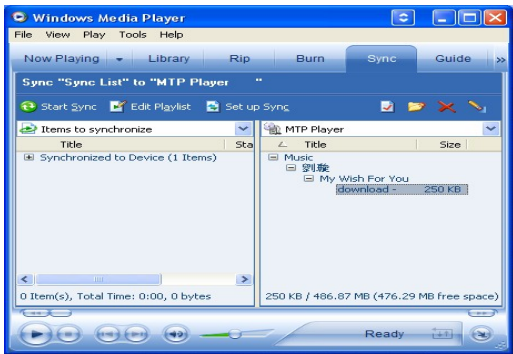 Windows Media Player
File View Play Tools Help
Now Playing Library Rip Burn Sync Guide »
Sync "Sync List" to "MTP Player "
Start Sync Edit Playlist Set up Sync
Items to synchronize MTP Player
Title Sta Title Size
Synchronized to Device (1 Items) Music
My Wish For You
download - 250 KB
0 Item(s), Total Time: 0:00, 0 bytes 250 KB / 486.87 MB (476.29 MB free space)
Ready